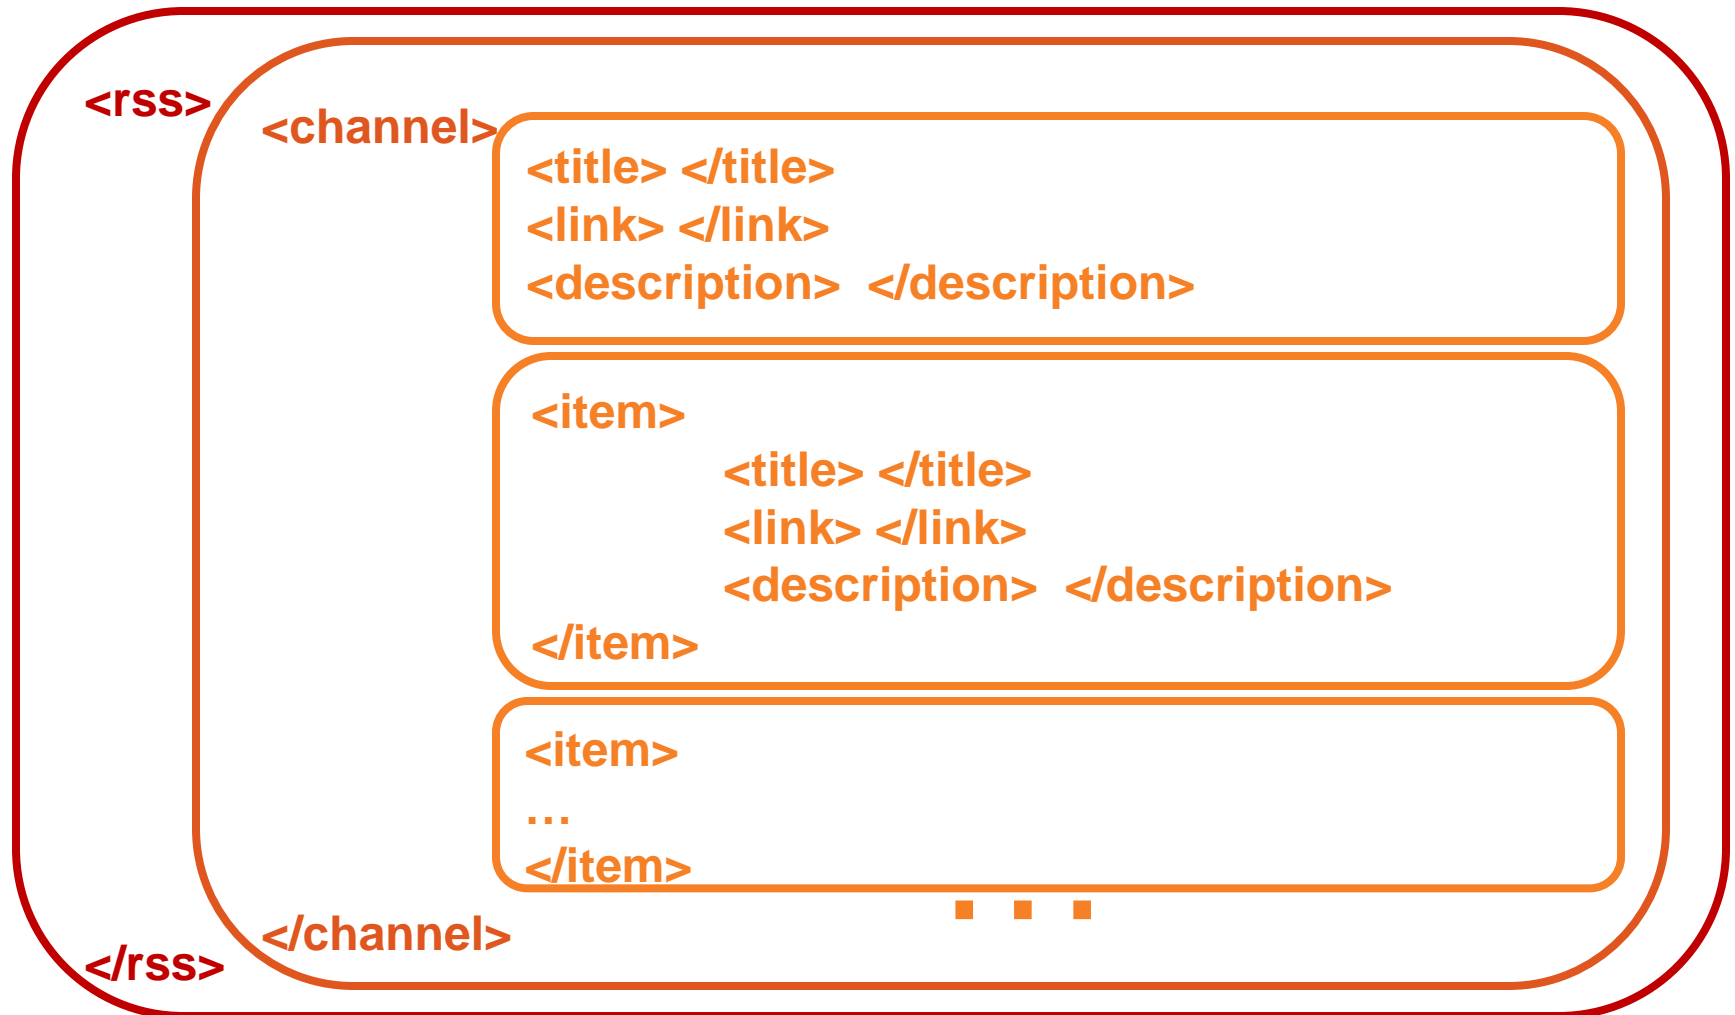 <rss>
<channel>
<title> </title>
<link> </link>
<description>  </description>
<item>
<title> </title>
<link> </link>
<description>  </description>
</item>
<item>
…
</item>
...
</channel>
</rss>